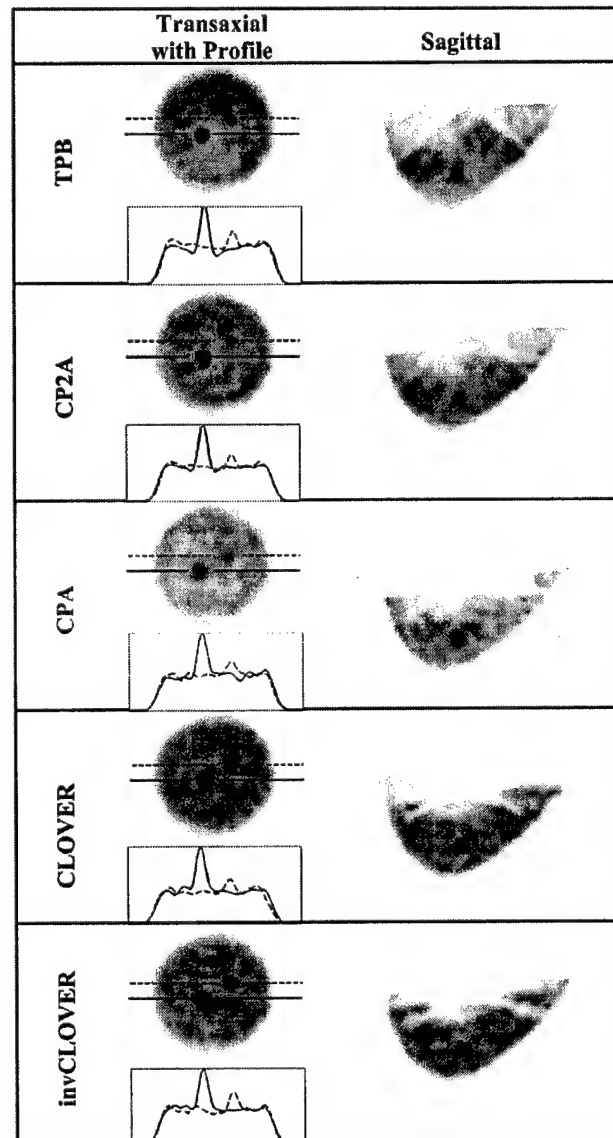 Transaxial
with Profile
Sagittal
TPB
CP2A
CPA
CLOVER
invCLOVER